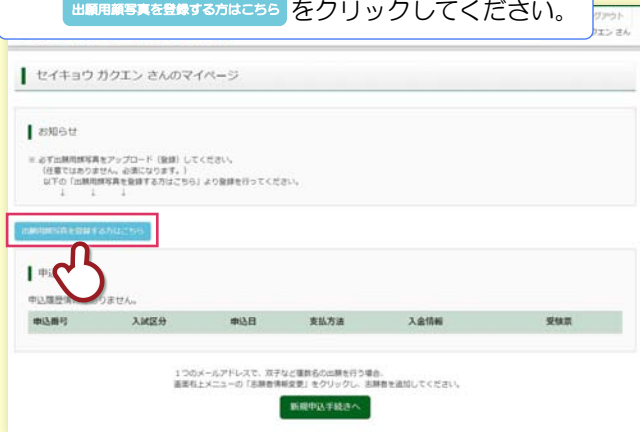 出願用顔写真を登録する方はこちら をクリックしてください。
グアウト
クエン さん
セイキョウ ガクエン さんのマイページ
お知らせ
※ 必ず出願用顔写真をアップロード（登録）してください。
（任意ではありません。必須になります。）
以下の「出願用顔写真を登録する方はこちら」より登録を行ってください。
↓ ↓ ↓
出願用顔写真を登録する方はこちら
申込
申込履歴情 ありません。
申込番号 入試区分 申込日 支払方法 入金情報 受験票
1つのメールアドレスで、双子など複数名の出願を行う場合、
画面右上メニューの「志願者情報変更」をクリックし、志願者を追加してください。
新規申込手続きへ